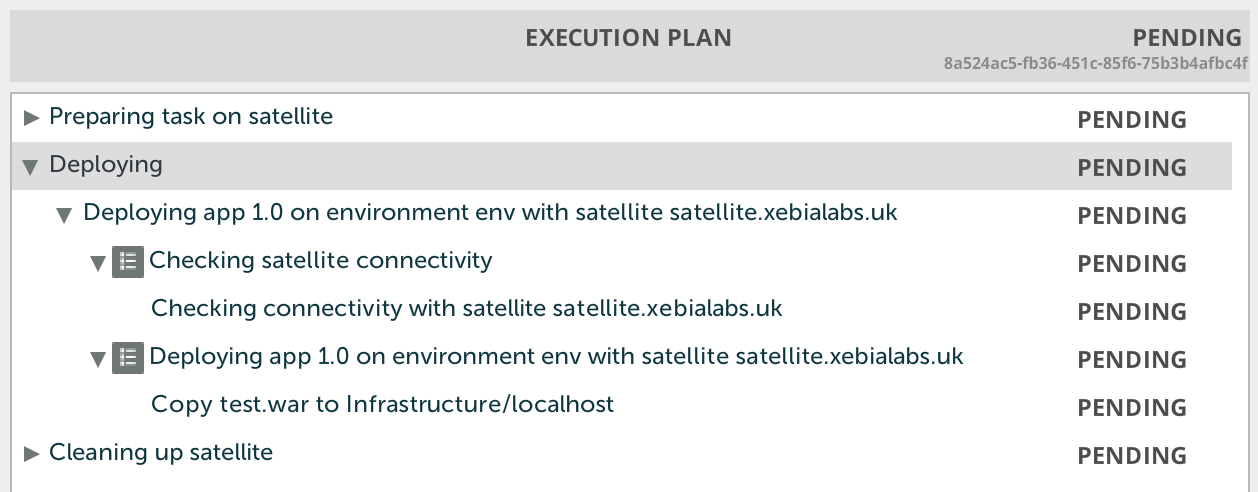 EXECUTION PLAN PENDING
8a524ac5-fb36-451c-85f6-75b3b4afbc4f
Preparing task on satellite PENDING
Deploying PENDING
Deploying app 1.0 on environment env with satellite satellite.xebialabs.uk PENDING
Checking satellite connectivity PENDING
Checking connectivity with satellite satellite.xebialabs.uk PENDING
Deploying app 1.0 on environment env with satellite satellite.xebialabs.uk PENDING
Copy test.war to Infrastructure/localhost PENDING
Cleaning up satellite PENDING